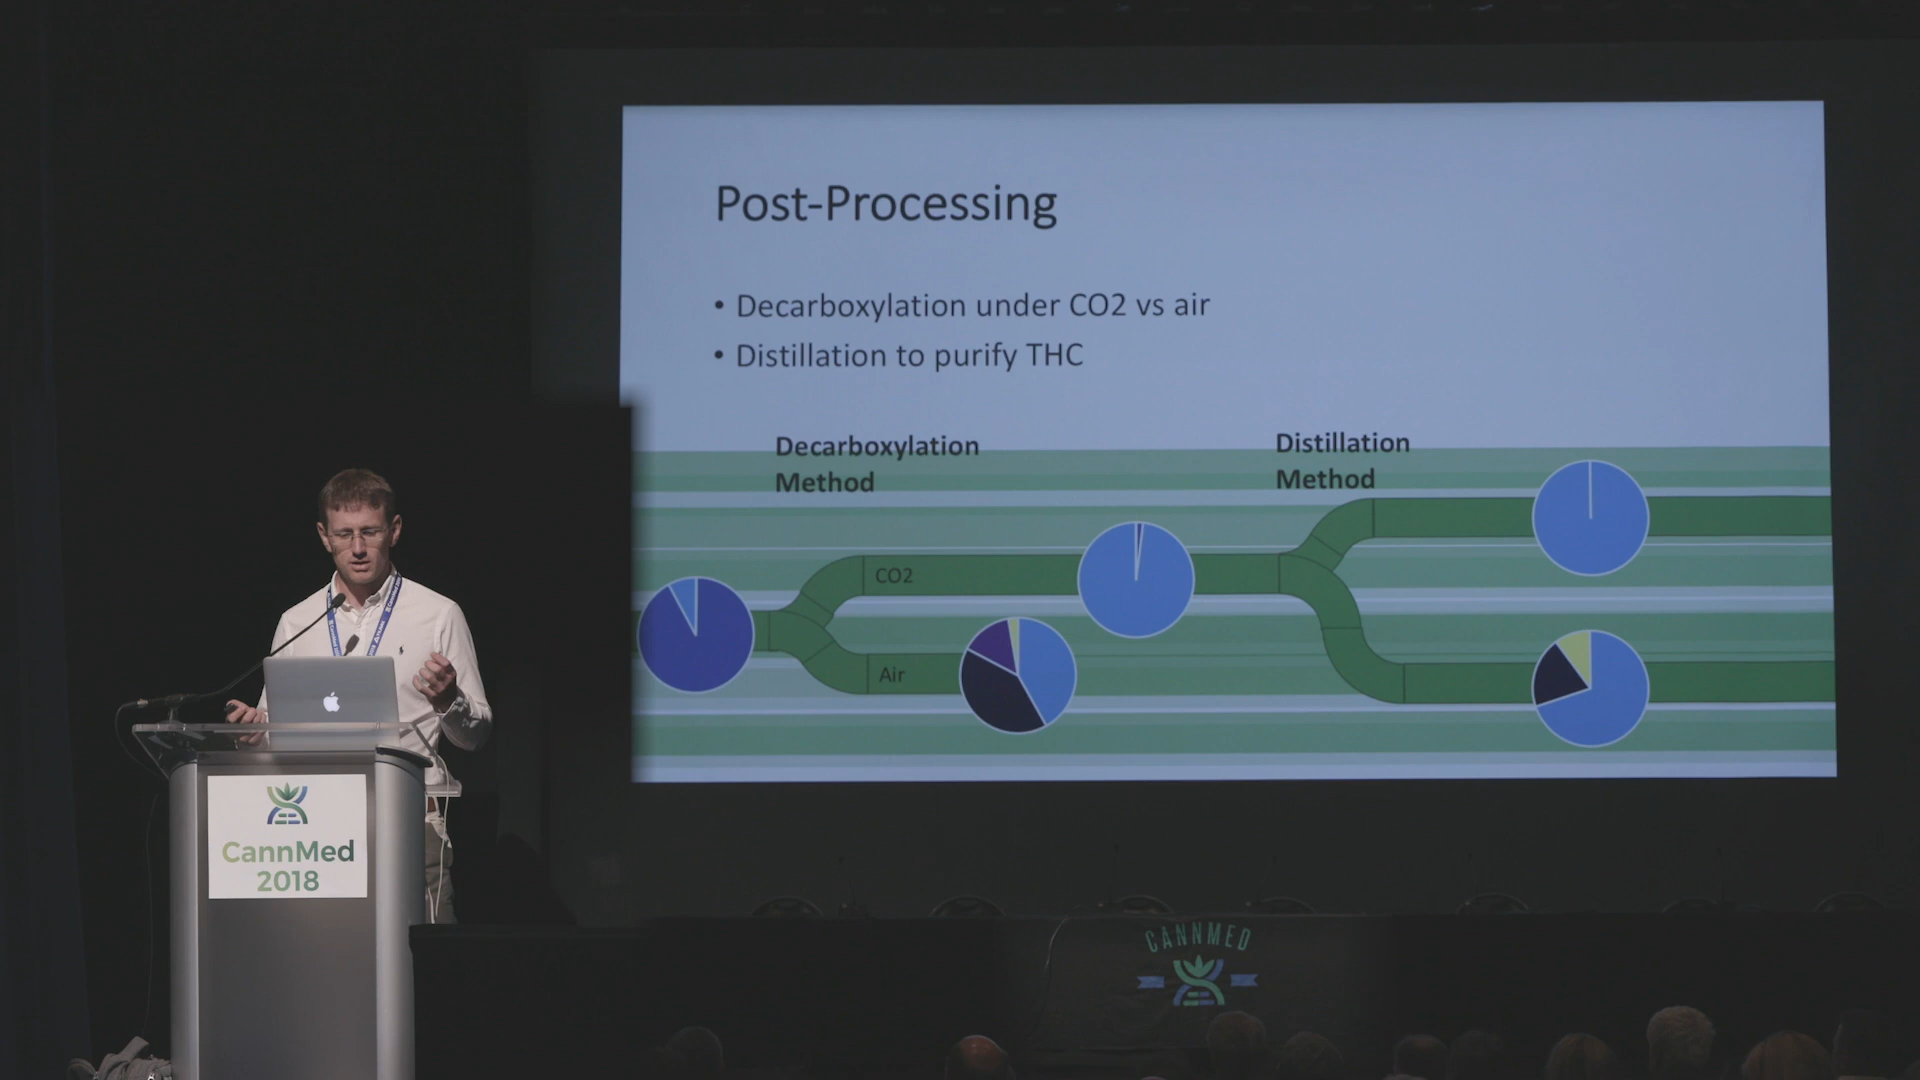 Post-Processing
• Decarboxylation under CO2 vs air
• Distillation to purify THC
Decarboxylation
Method
Distillation
Method
CO2
Air
CannMed
2018
CANNMED